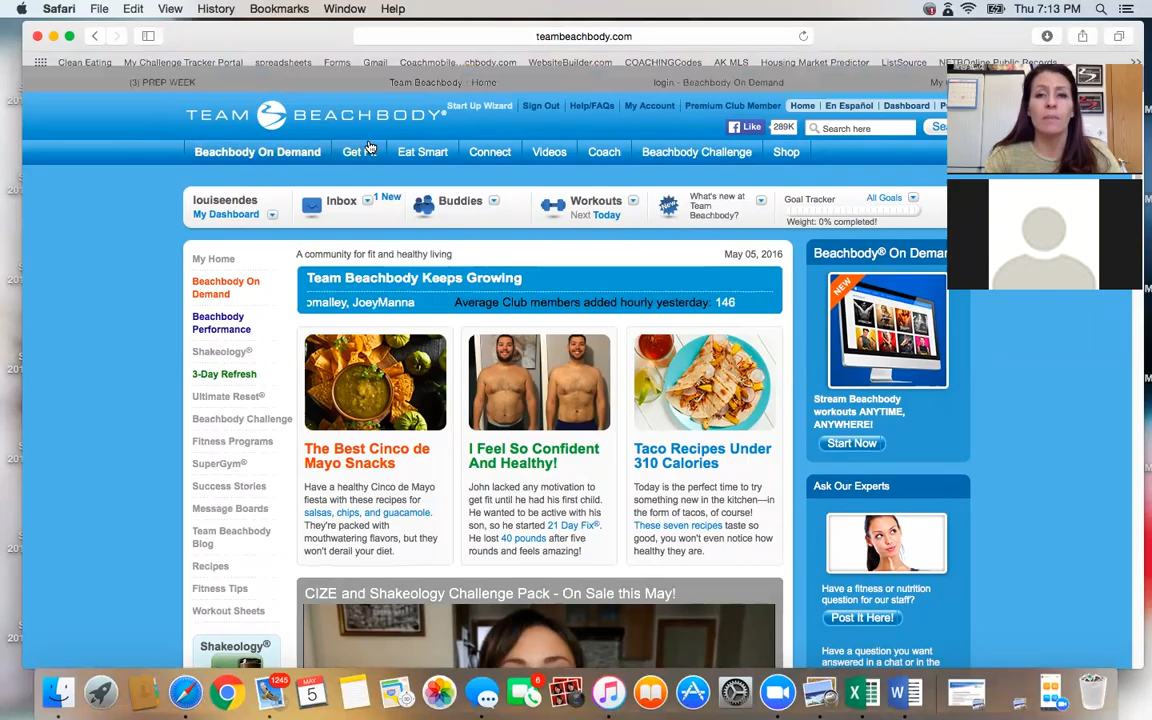 Safari File Edit View History Bookmarks Window Help Thu 7:13 PM
teambeachbody.com
Clean Eating My Challenge Tracker Portal spreadsheets Forms Gmail Coachmobile...chbody.com WebsiteBuilder.com COACHINGCodes AK MLS Housing Market Predictor ListSource NETROnline Public Records
(3) PREP WEEK Team Beachbody - Home login - Beachbody On Demand
TEAM BEACHBODY®
Start Up Wizard Sign Out Help/FAQs My Account Premium Club Member Home En Español Dashboard
Like 289K Search here
Beachbody On Demand Get Eat Smart Connect Videos Coach Beachbody Challenge Shop
louiseendes
My Dashboard
Inbox 1 New
Buddies
Workouts
Next Today
What's new at
Team
Beachbody?
Goal Tracker All Goals
Weight: 0% completed!
My Home
Beachbody On
Demand
Beachbody
Performance
Shakeology®
3-Day Refresh
Ultimate Reset®
Beachbody Challenge
Fitness Programs
SuperGym®
Success Stories
Message Boards
Team Beachbody
Blog
Recipes
Fitness Tips
Workout Sheets
Shakeology®
A community for fit and healthy living May 05, 2016
Team Beachbody Keeps Growing
omalley, JoeyManna Average Club members added hourly yesterday: 146
The Best Cinco de
Mayo Snacks
Have a healthy Cinco de Mayo
fiesta with these recipes for
salsas, chips, and guacamole.
They're packed with
mouthwatering flavors, but they
won't derail your diet.
I Feel So Confident
And Healthy!
John lacked any motivation to
get fit until he had his first child.
He wanted to be active with his
son, so he started 21 Day Fix®.
He lost 40 pounds after five
rounds and feels amazing!
Taco Recipes Under
310 Calories
Today is the perfect time to try
something new in the kitchen—in
the form of tacos, of course!
These seven recipes taste so
good, you won't even notice how
healthy they are.
CIZE and Shakeology Challenge Pack - On Sale this May!
Beachbody® On Dem
NEW
Stream Beachbody
workouts ANYTIME,
ANYWHERE!
Start Now
Ask Our Experts
Have a fitness or nutrition
question for our staff?
Post It Here!
Have a question you want
answered in a chat or in the
1245
MAY
5
6